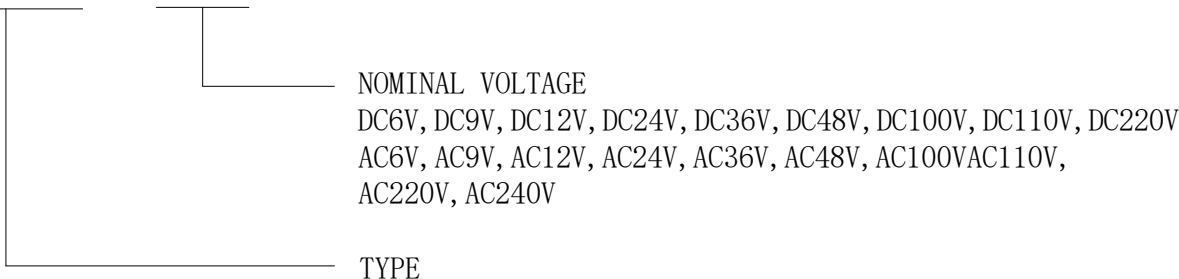 NOMINAL VOLTAGE
DC6V, DC9V, DC12V, DC24V, DC36V, DC48V, DC100V, DC110V, DC220V
AC6V, AC9V, AC12V, AC24V, AC36V, AC48V, AC100VAC110V,
AC220V, AC240V
TYPE